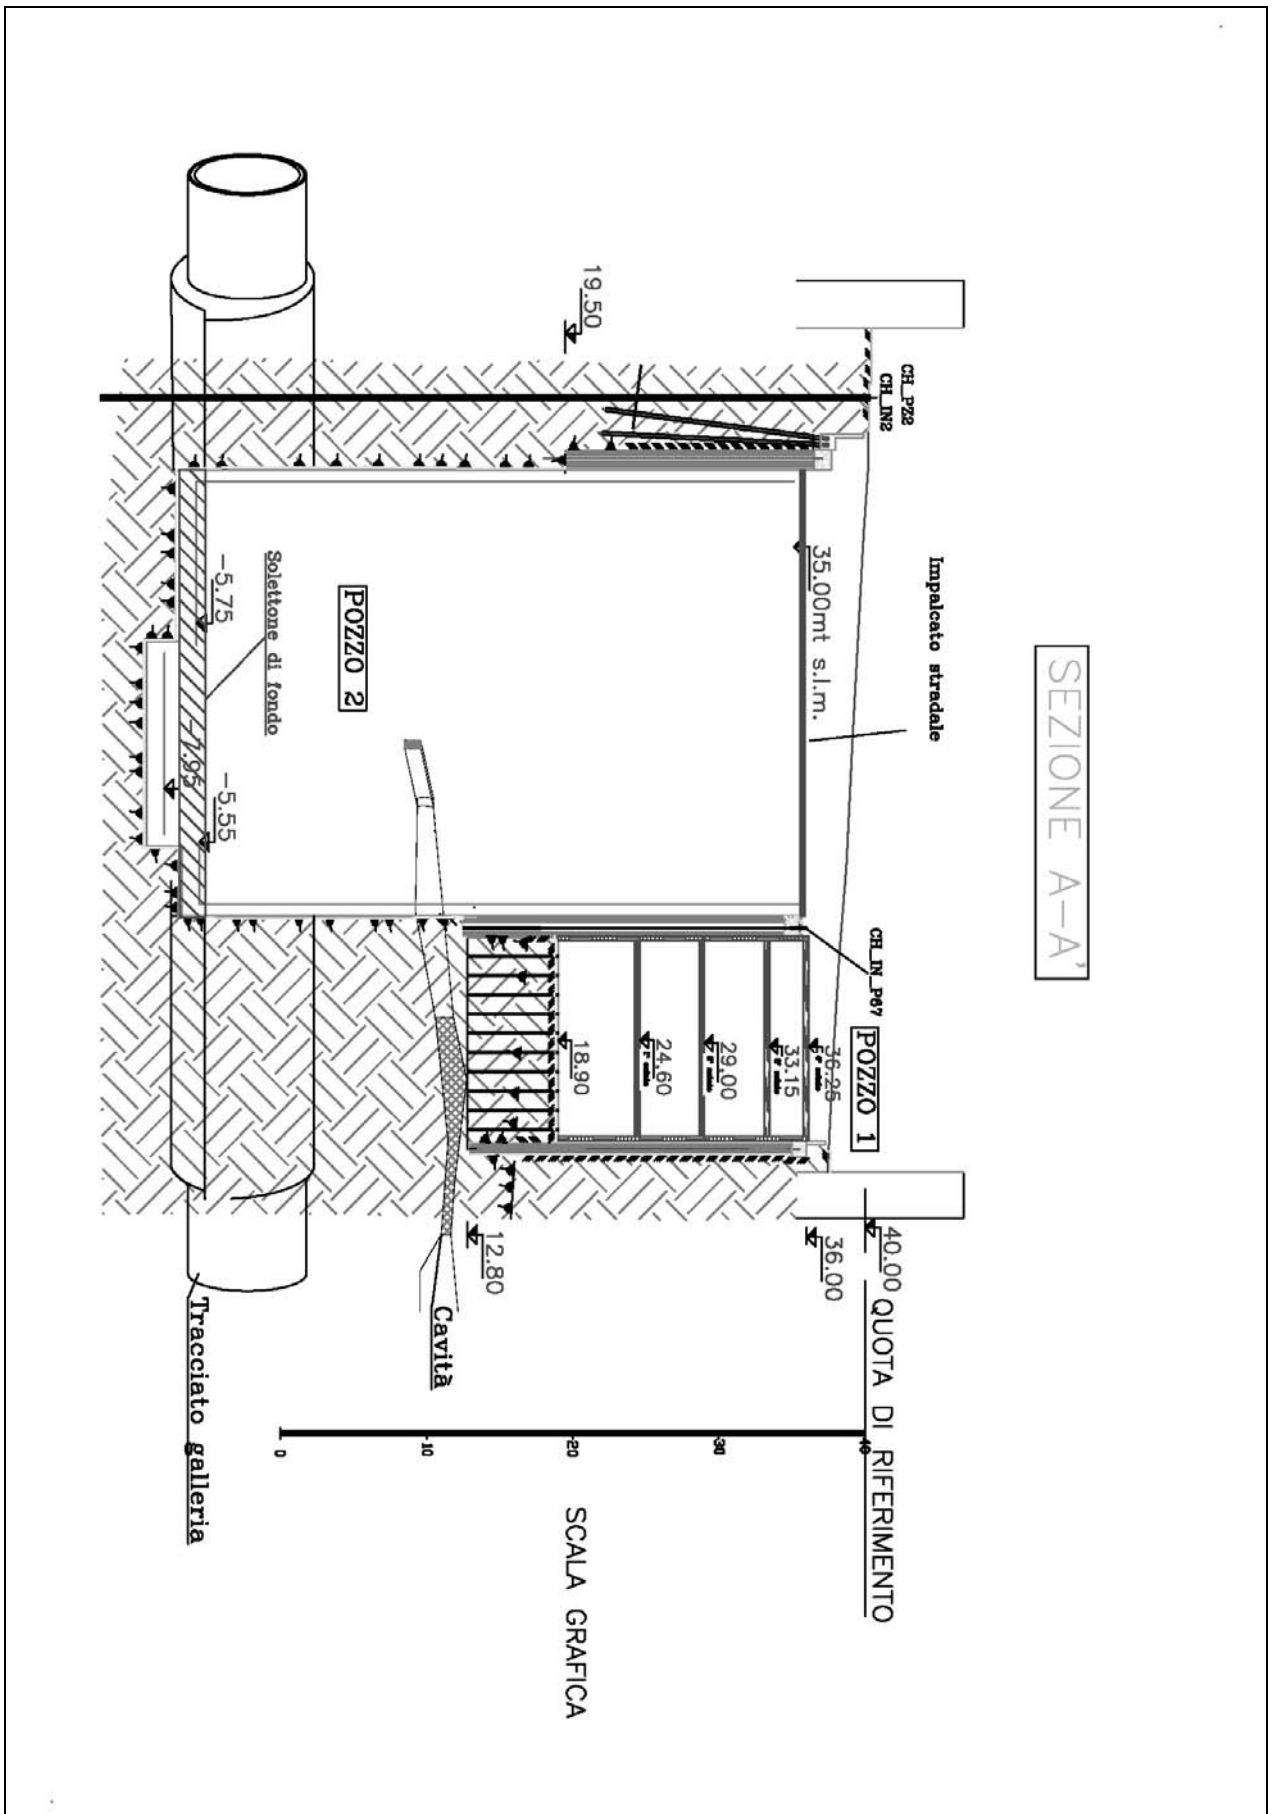 SEZIONE A-A'
Impalcato stradale
CH_PZ2
CH_IN2
CH_IN_P67
POZZO 1
36.25
33.15
29.00
24.60
18.90
35.00mt s.l.m.
40.00
QUOTA DI RIFERIMENTO
36.00
19.50
12.80
POZZO 2
Solettone di fondo
-5.75
-5.55
-7.95
Cavità
Tracciato galleria
40
30
20
10
0
SCALA GRAFICA